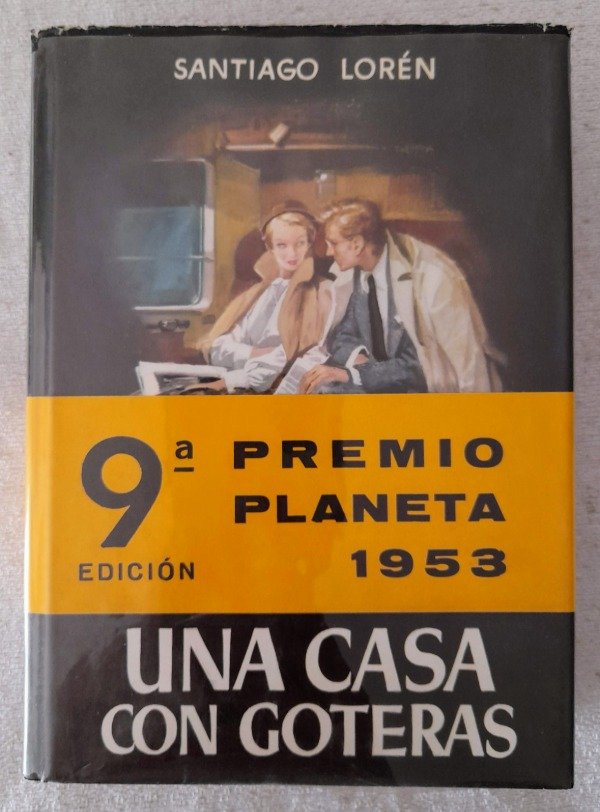 SANTIAGO LORÉN
9ª
EDICIÓN
PREMIO
PLANETA
1953
UNA CASA
CON GOTERAS